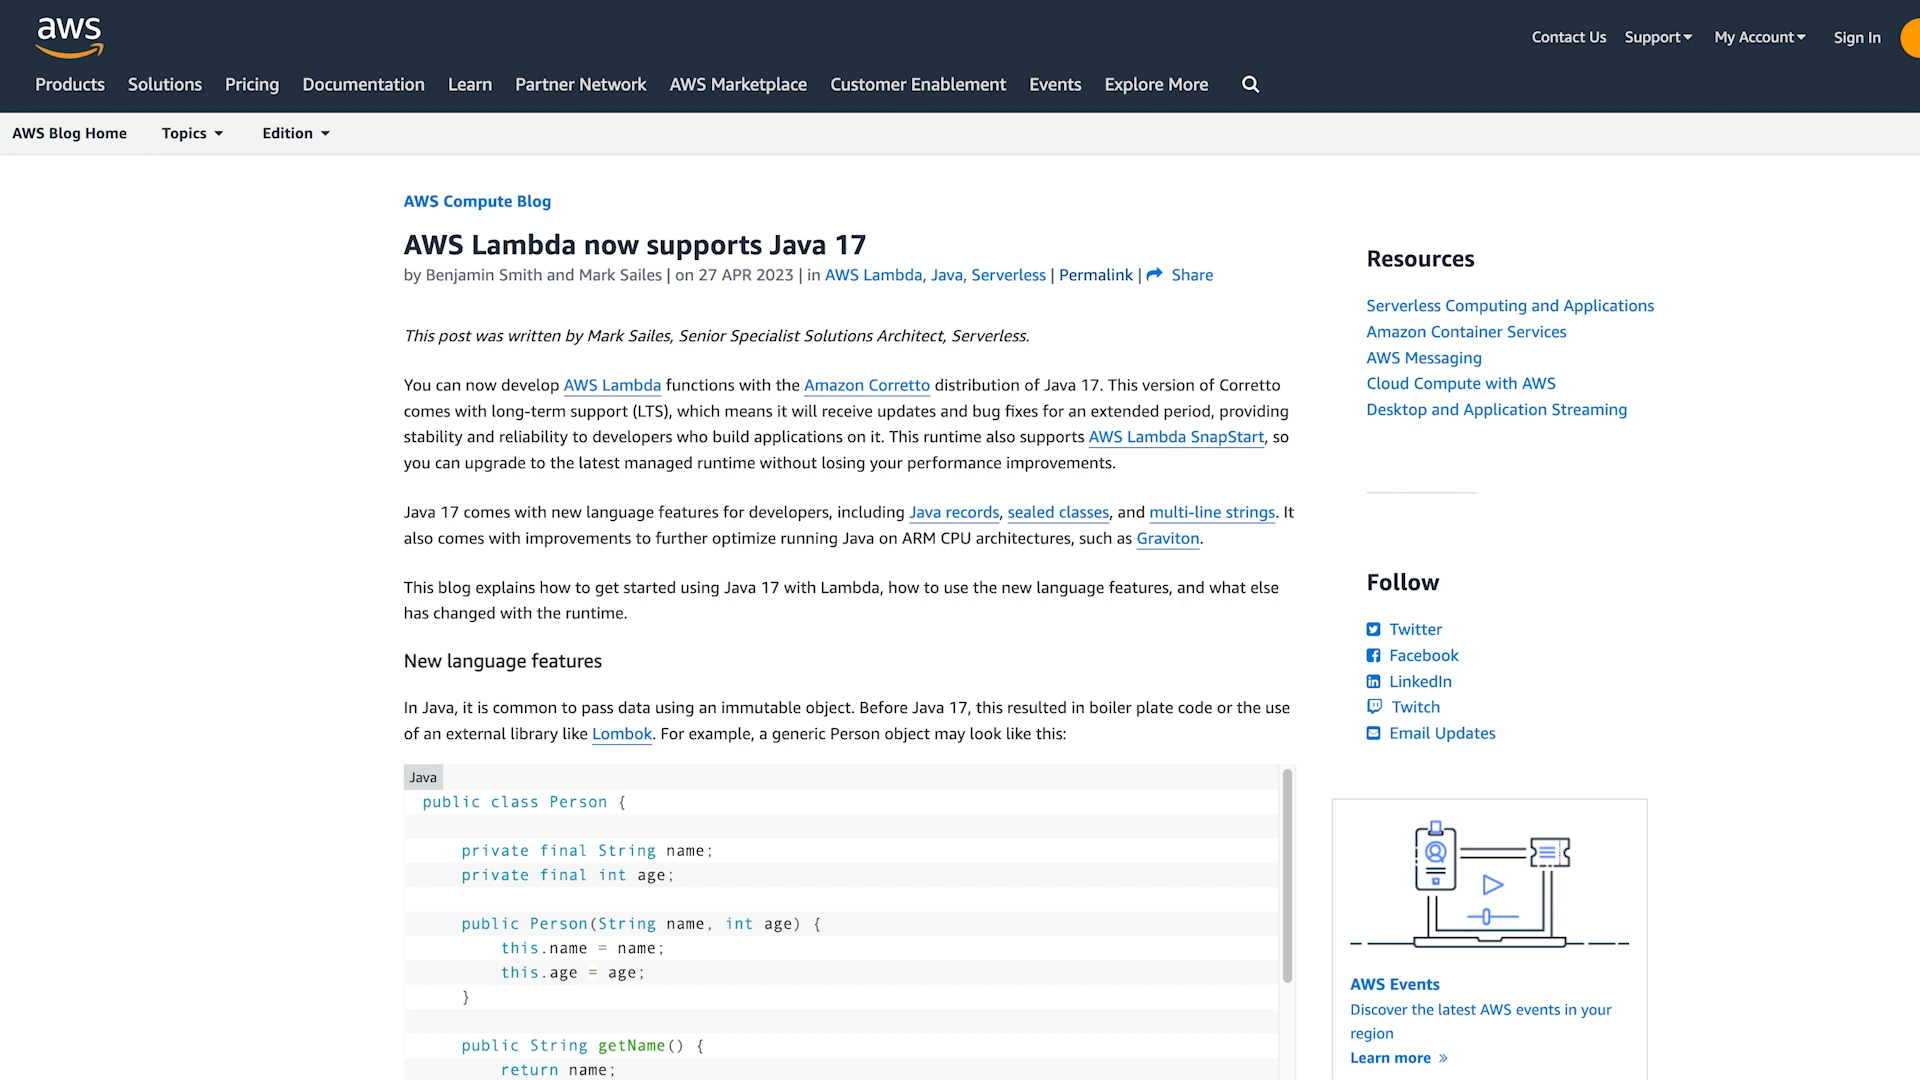 aws
Contact Us Support My Account Sign In
Products Solutions Pricing Documentation Learn Partner Network AWS Marketplace Customer Enablement Events Explore More
AWS Blog Home Topics Edition
AWS Compute Blog
AWS Lambda now supports Java 17
by Benjamin Smith and Mark Sailes | on 27 APR 2023 | in AWS Lambda, Java, Serverless | Permalink | Share
This post was written by Mark Sailes, Senior Specialist Solutions Architect, Serverless.
You can now develop AWS Lambda functions with the Amazon Corretto distribution of Java 17. This version of Corretto
comes with long-term support (LTS), which means it will receive updates and bug fixes for an extended period, providing
stability and reliability to developers who build applications on it. This runtime also supports AWS Lambda SnapStart, so
you can upgrade to the latest managed runtime without losing your performance improvements.
Java 17 comes with new language features for developers, including Java records, sealed classes, and multi-line strings. It
also comes with improvements to further optimize running Java on ARM CPU architectures, such as Graviton.
This blog explains how to get started using Java 17 with Lambda, how to use the new language features, and what else
has changed with the runtime.
New language features
In Java, it is common to pass data using an immutable object. Before Java 17, this resulted in boiler plate code or the use
of an external library like Lombok. For example, a generic Person object may look like this:
Java
public class Person {
private final String name;
private final int age;
public Person(String name, int age) {
this.name = name;
this.age = age;
}
public String getName() {
return name;
Resources
Serverless Computing and Applications
Amazon Container Services
AWS Messaging
Cloud Compute with AWS
Desktop and Application Streaming
Follow
Twitter
Facebook
LinkedIn
Twitch
Email Updates
AWS Events
Discover the latest AWS events in your
region
Learn more »